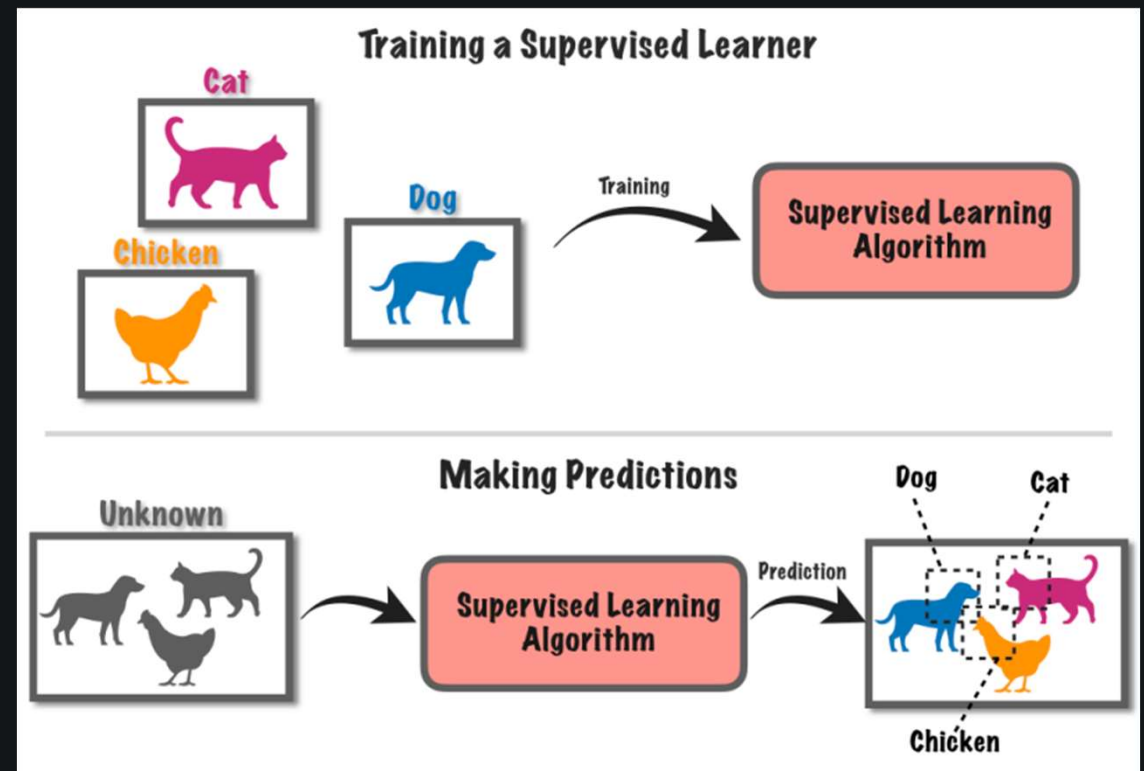 Training a Supervised Learner
Cat
Dog
Chicken
Training
Supervised Learning
Algorithm
Making Predictions
Unknown
Supervised Learning
Algorithm
Prediction
Dog
Cat
Chicken